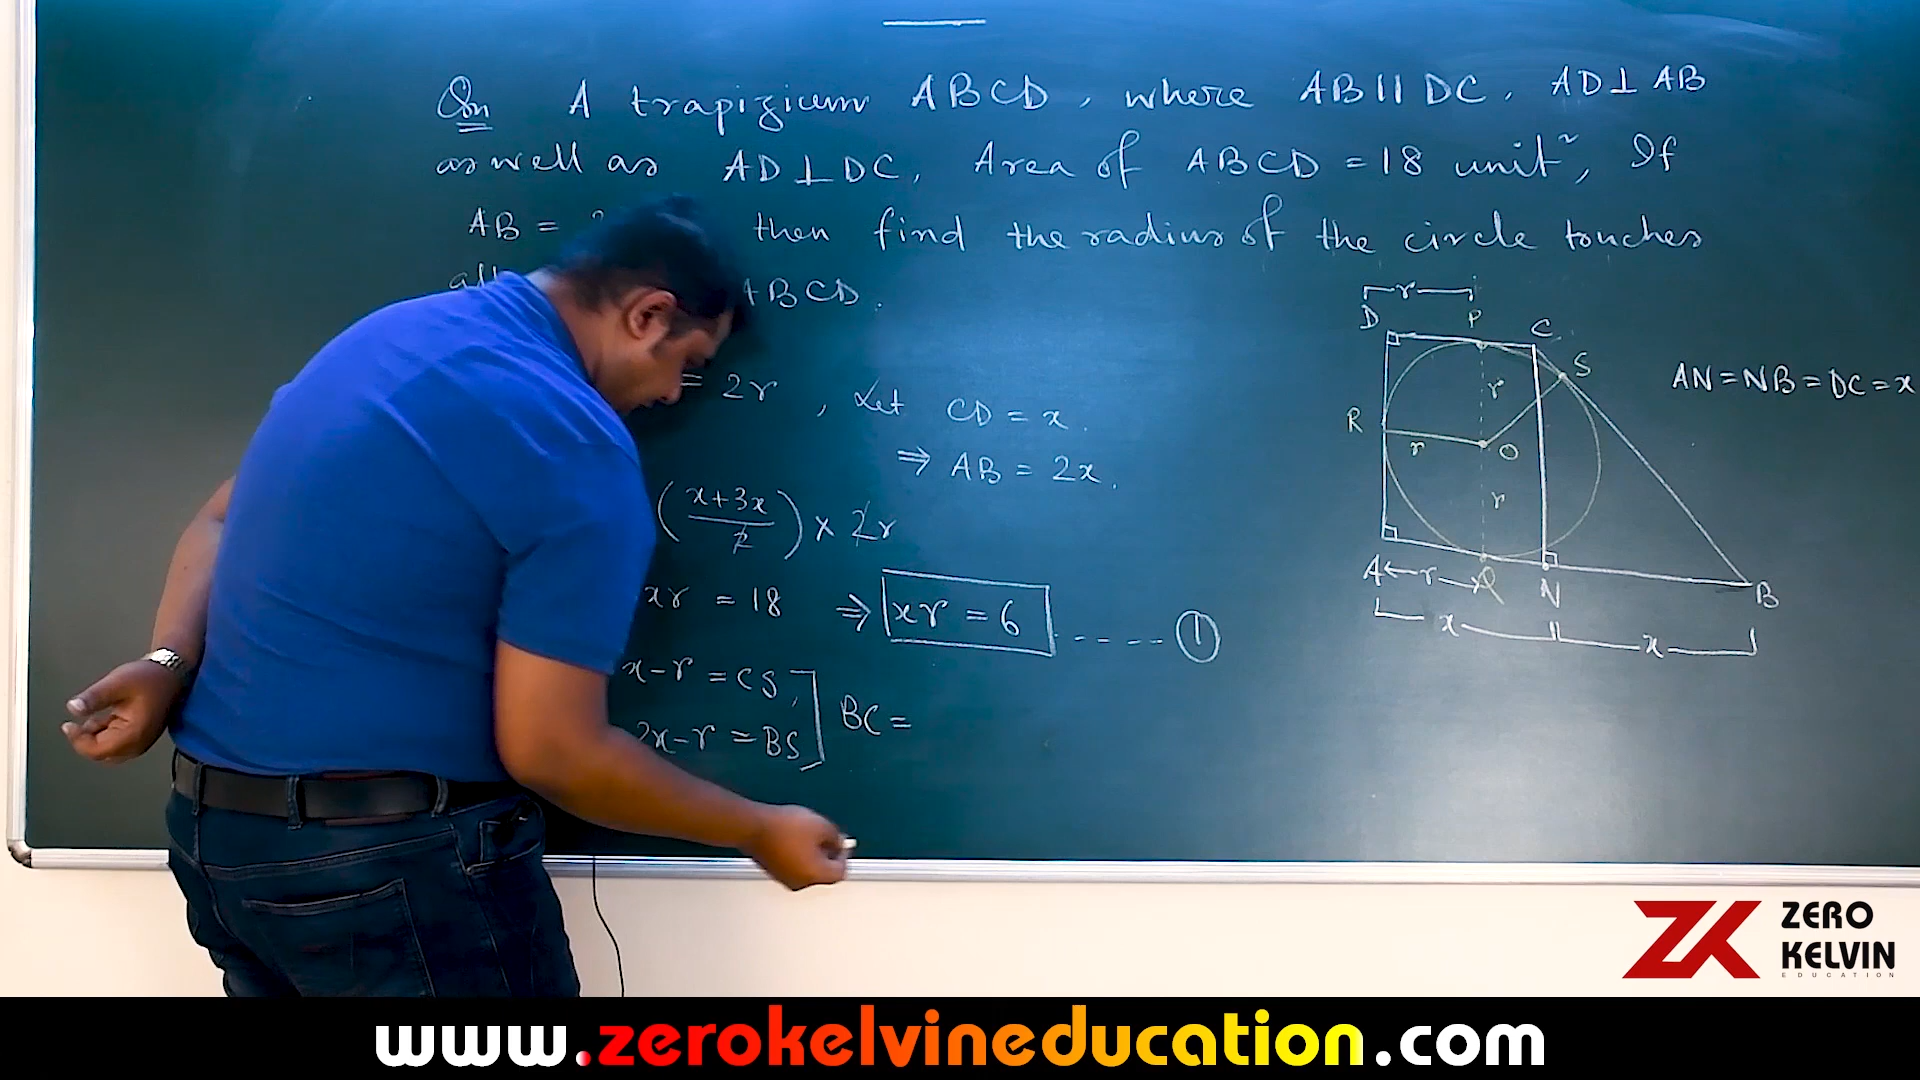 Qn A trapizium ABCD, where AB || DC, AD ⊥ AB
as well as AD ⊥ DC, Area of ABCD = 18 unit², If
AB = then find the radius of the circle touches
ABCD.
= 2r, Let CD = x.
⇒ AB = 2x.
(x+3x/2) × 2r
xr = 18 ⇒ xr = 6 ---- ①
x-r = CS,
2x-r = BS] BC =
r
D P C S
r
R r O
r
A r Q N B
x x
AN = NB = DC = x
ZK ZERO
KELVIN
EDUCATION
www.zerokelvineducation.com